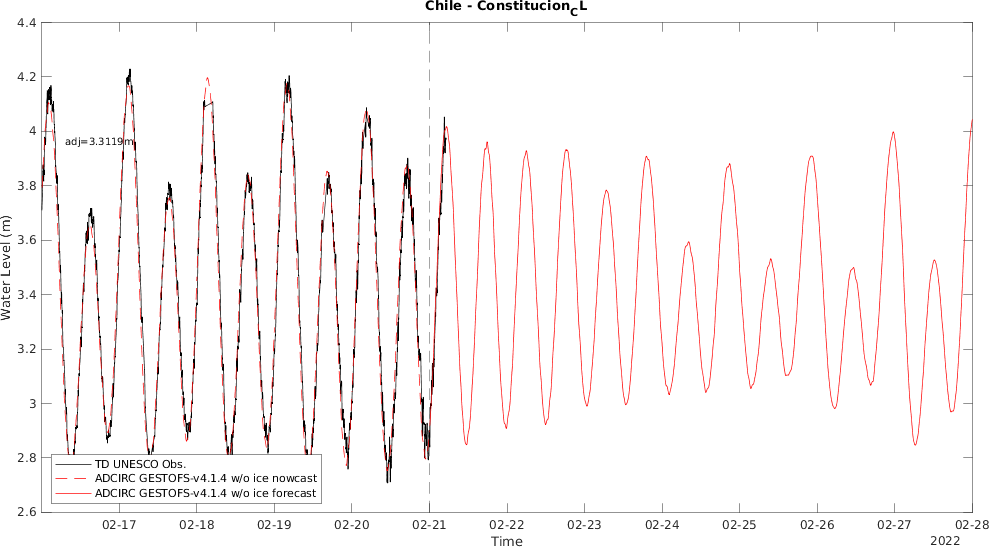 Chile - Constitucion_CL
4.4
4.2
4
3.8
3.6
3.4
3.2
3
2.8
2.6
Water Level (m)
adj=3.3119m
TD UNESCO Obs.
ADCIRC GESTOFS-v4.1.4 w/o ice nowcast
ADCIRC GESTOFS-v4.1.4 w/o ice forecast
02-17 02-18 02-19 02-20 02-21 02-22 02-23 02-24 02-25 02-26 02-27 02-28
Time
2022